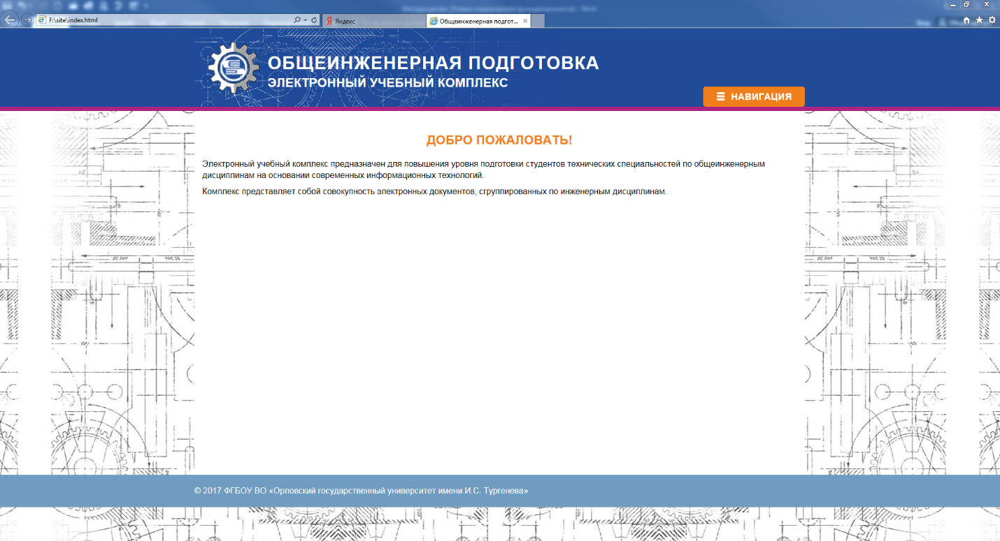 F:\site\index.html
Яндекс
Общеинженерная подгот...
ОБЩЕИНЖЕНЕРНАЯ ПОДГОТОВКА
ЭЛЕКТРОННЫЙ УЧЕБНЫЙ КОМПЛЕКС
НАВИГАЦИЯ
ДОБРО ПОЖАЛОВАТЬ!
Электронный учебный комплекс предназначен для повышения уровня подготовки студентов технических специальностей по общеинженерным
дисциплинам на основании современных информационных технологий.
Комплекс представляет собой совокупность электронных документов, сгруппированных по инженерным дисциплинам.
© 2017 ФГБОУ ВО «Орловский государственный университет имени И.С. Тургенева»